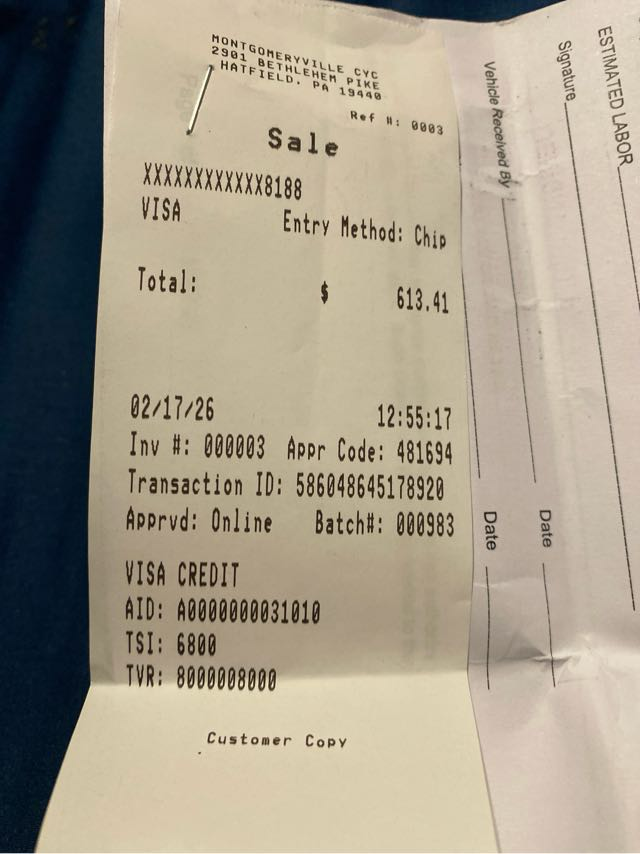 MONTGOMERYVILLE CYC
2901 BETHLEHEM PIKE
HATFIELD, PA 19440
Ref #: 0003
Sale
XXXXXXXXXXXX8188
VISA Entry Method: Chip
Total: $ 613.41
02/17/26 12:55:17
Inv #: 000003 Appr Code: 481694
Transaction ID: 586048645178920
Apprvd: Online Batch#: 000983
VISA CREDIT
AID: A0000000031010
TSI: 6800
TVR: 8000008000
Customer Copy
ESTIMATED LABOR
Signature Date
Vehicle Received By Date